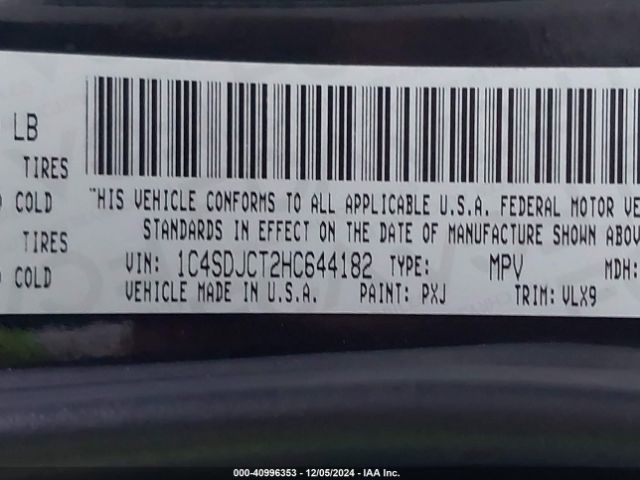 LB
TIRES
COLD
TIRES
COLD
"HIS VEHICLE CONFORMS TO ALL APPLICABLE U.S.A. FEDERAL MOTOR VE
STANDARDS IN EFFECT ON THE DATE OF MANUFACTURE SHOWN ABOV
VIN: 1C4SDJCT2HC644182 TYPE: MPV MDH:
VEHICLE MADE IN U.S.A. PAINT: PXJ TRIM: VLX9
000-40996353 - 12/05/2024 - IAA Inc.